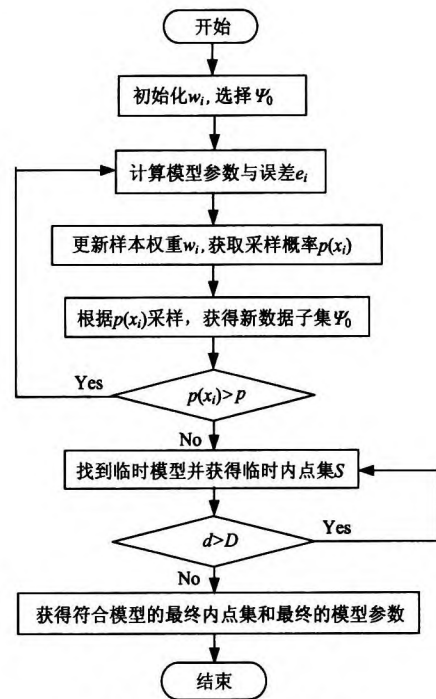 开始
初始化wᵢ, 选择 Ψ₀
计算模型参数与误差eᵢ
更新样本权重wᵢ, 获取采样概率p(xᵢ)
根据p(xᵢ)采样，获得新数据子集Ψ₀
Yes
p(xᵢ)>p
No
找到临时模型并获得临时内点集S
d>D
Yes
No
获得符合模型的最终内点集和最终的模型参数
结束